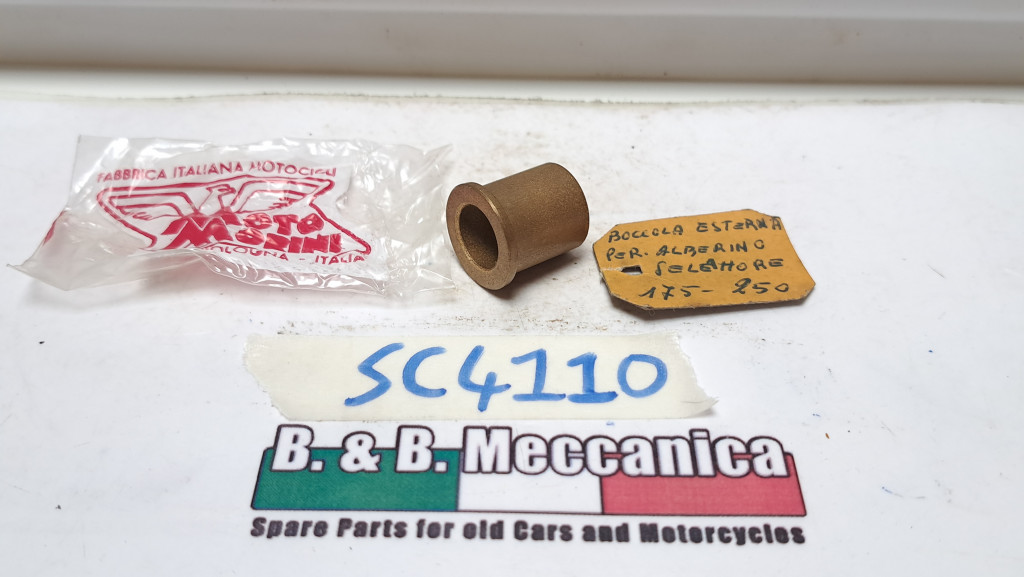 FABBRICA ITALIANA MOTOCICLI
MOTO
MORINI
BOLOGNA - ITALIA
BOCCOLA ESTERNA
PER. ALBERINO
SELETTORE
175- 250
SC4110
B. & B. Meccanica
Spare Parts for old Cars and Motorcycles